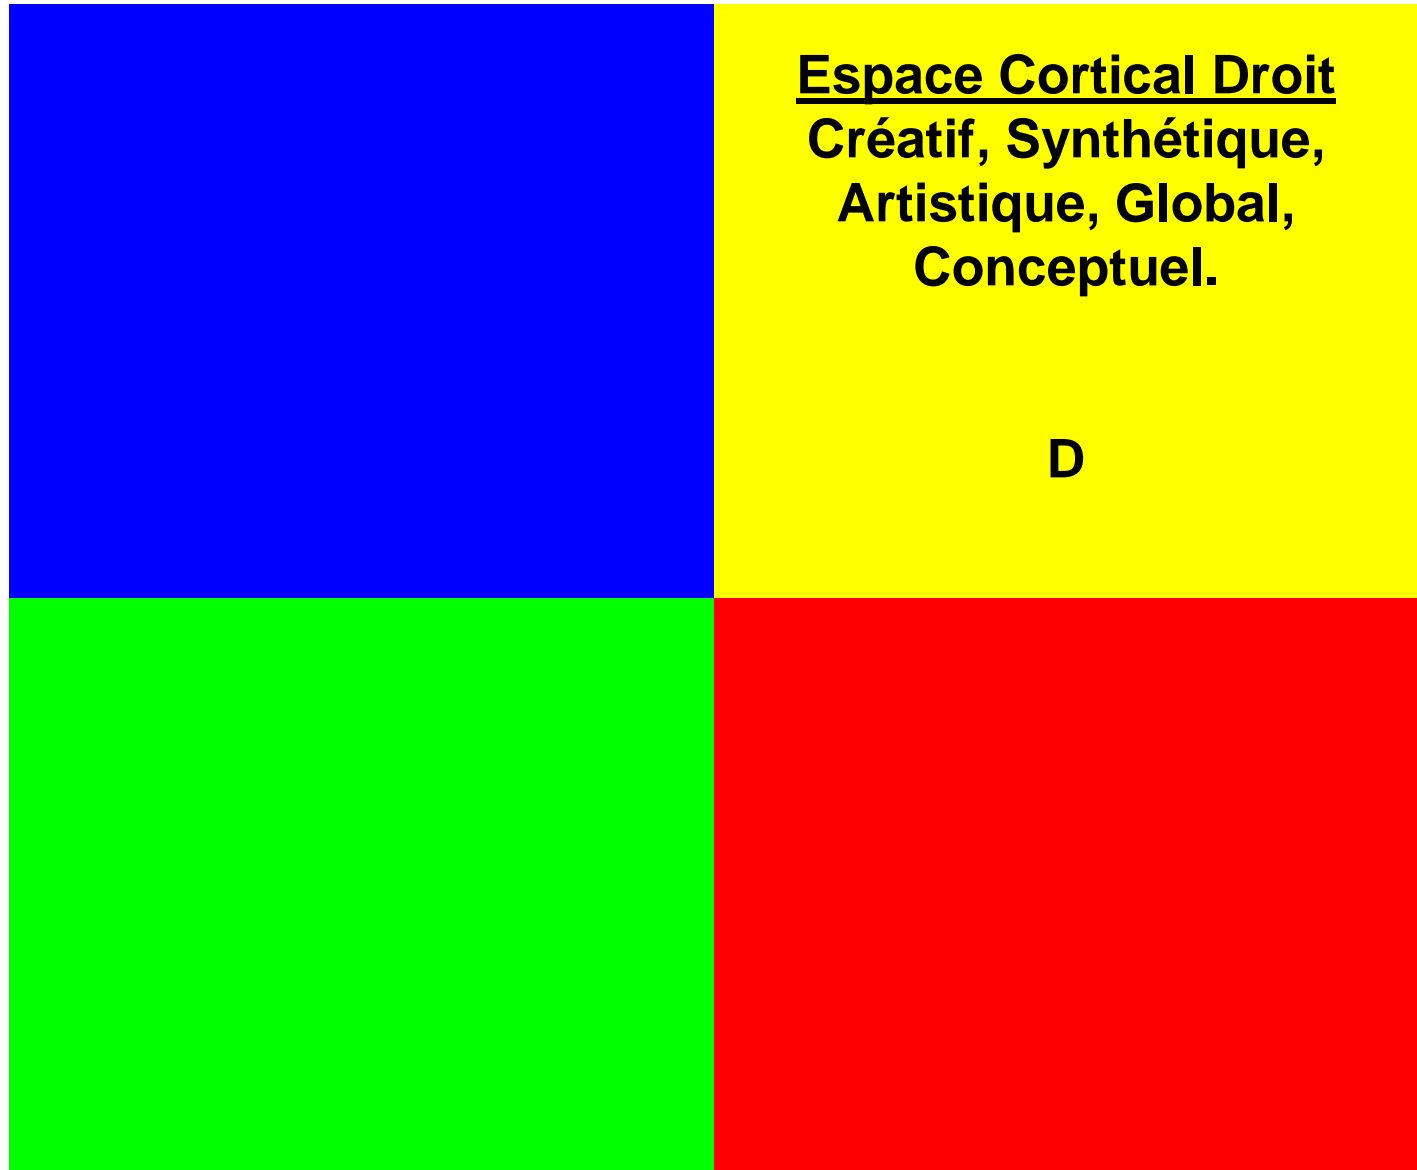 Espace Cortical Droit
Créatif, Synthétique,
Artistique, Global,
Conceptuel.
D